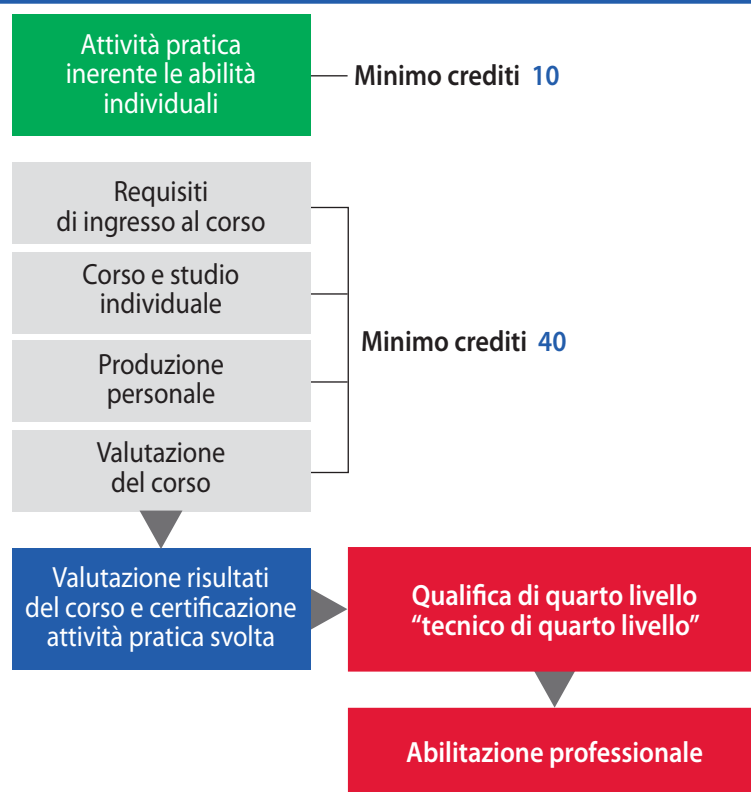 Attività pratica
inerente le abilità
individuali
Minimo crediti 10
Requisiti
di ingresso al corso
Corso e studio
individuale
Produzione
personale
Minimo crediti 40
Valutazione
del corso
Valutazione risultati
del corso e certificazione
attività pratica svolta
Qualifica di quarto livello
“tecnico di quarto livello”
Abilitazione professionale